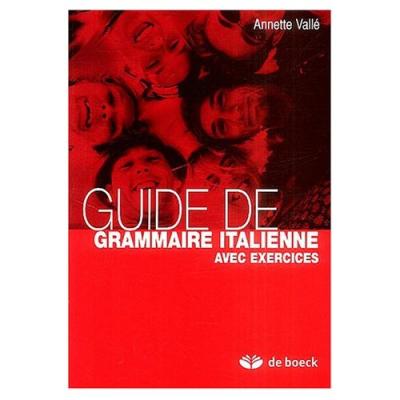 Annette Vallé
GUIDE DE
GRAMMAIRE ITALIENNE
AVEC EXERCICES
de boeck